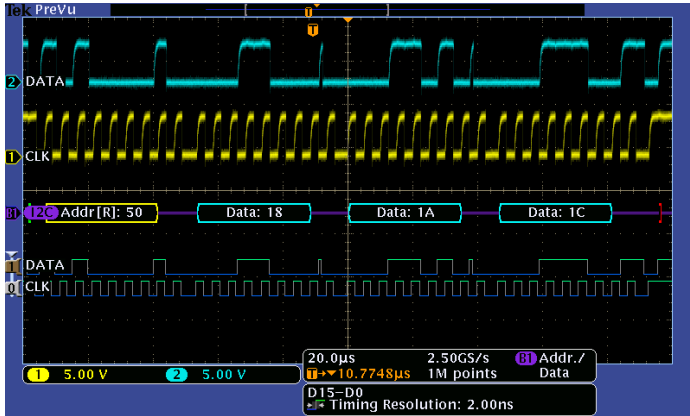 Tek PreVu
T
T
2 DATA
1 CLK
B1 I2C Addr[R]: 50 Data: 18 Data: 1A Data: 1C
1 DATA
0 CLK
1 5.00 V 2 5.00 V
20.0µs 2.50GS/s B1 Addr./
T→▼10.7748µs 1M points Data
D15-D0
Timing Resolution: 2.00ns